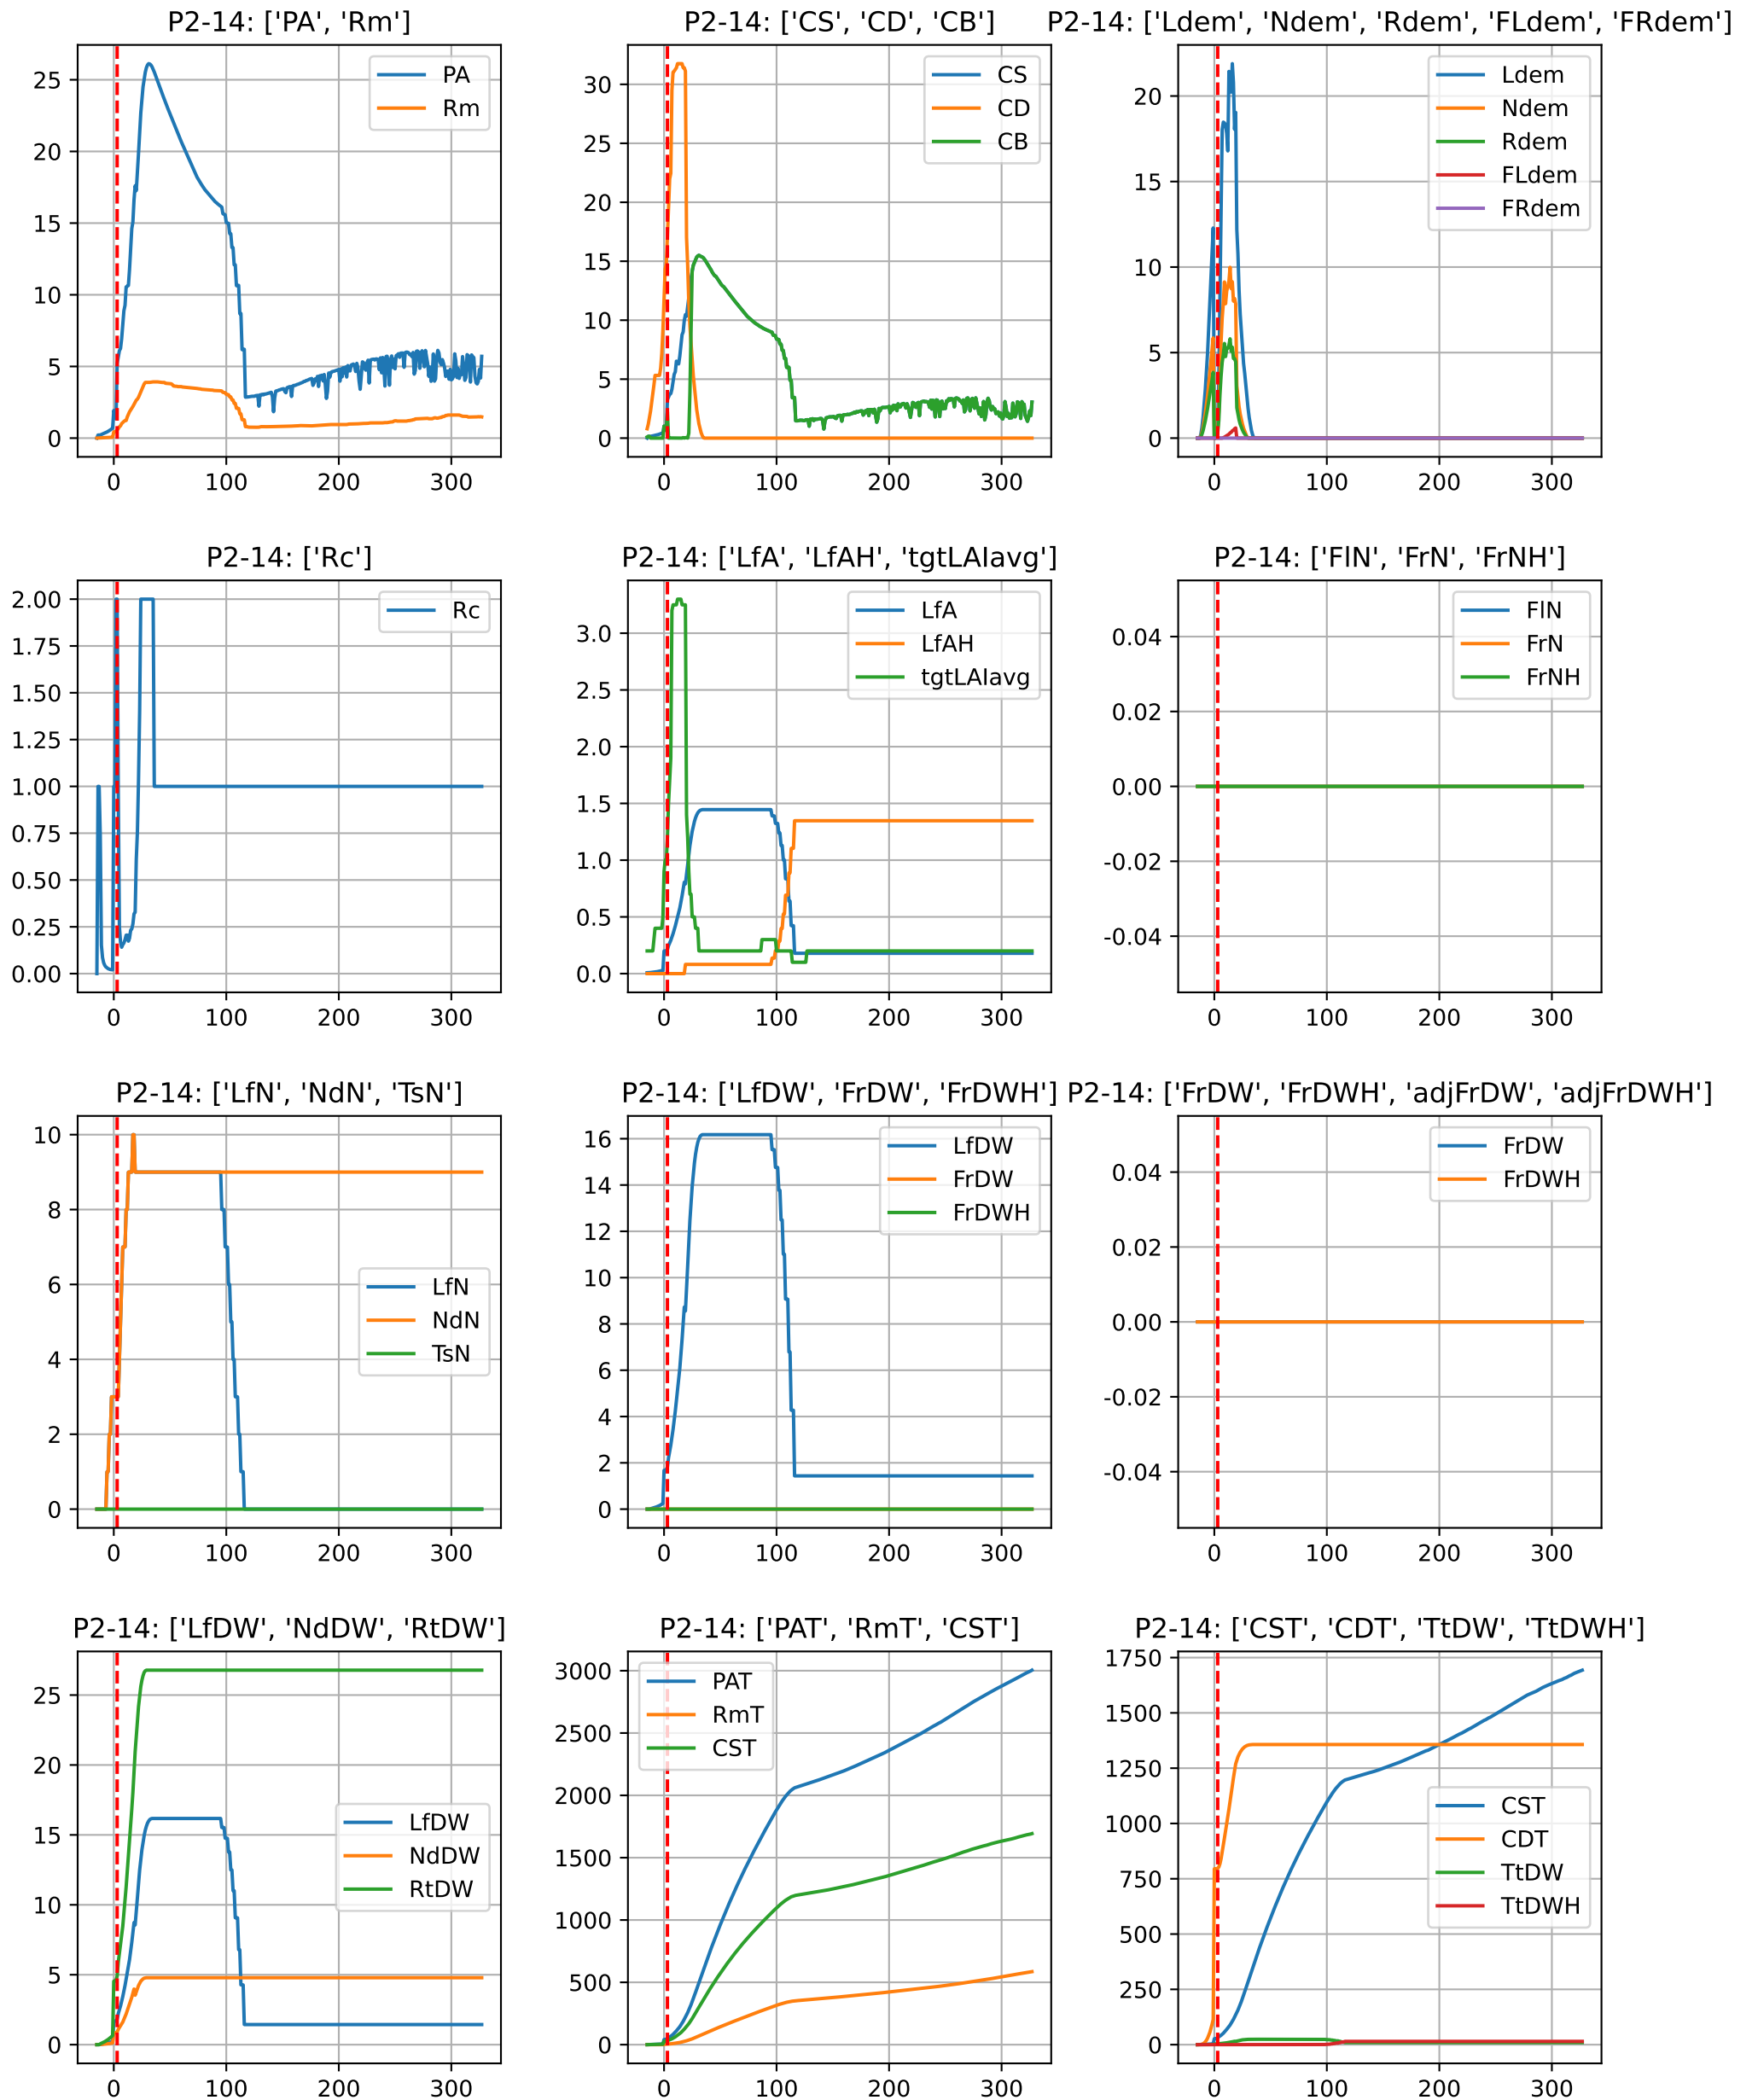 P2-14: ['PA', 'Rm']
25
20
15
10
5
0
0 100 200 300
PA
Rm
P2-14: ['CS', 'CD', 'CB']
30
25
20
15
10
5
0
0 100 200 300
CS
CD
CB
P2-14: ['Ldem', 'Ndem', 'Rdem', 'FLdem', 'FRdem']
20
15
10
5
0
0 100 200 300
Ldem
Ndem
Rdem
FLdem
FRdem
P2-14: ['Rc']
2.00
1.75
1.50
1.25
1.00
0.75
0.50
0.25
0.00
0 100 200 300
Rc
P2-14: ['LfA', 'LfAH', 'tgtLAIavg']
3.0
2.5
2.0
1.5
1.0
0.5
0.0
0 100 200 300
LfA
LfAH
tgtLAIavg
P2-14: ['FlN', 'FrN', 'FrNH']
0.04
0.02
0.00
-0.02
-0.04
0 100 200 300
FlN
FrN
FrNH
P2-14: ['LfN', 'NdN', 'TsN']
10
8
6
4
2
0
0 100 200 300
LfN
NdN
TsN
P2-14: ['LfDW', 'FrDW', 'FrDWH']
16
14
12
10
8
6
4
2
0
0 100 200 300
LfDW
FrDW
FrDWH
P2-14: ['FrDW', 'FrDWH', 'adjFrDW', 'adjFrDWH']
0.04
0.02
0.00
-0.02
-0.04
0 100 200 300
FrDW
FrDWH
P2-14: ['LfDW', 'NdDW', 'RtDW']
25
20
15
10
5
0
0 100 200 300
LfDW
NdDW
RtDW
P2-14: ['PAT', 'RmT', 'CST']
3000
2500
2000
1500
1000
500
0
0 100 200 300
PAT
RmT
CST
P2-14: ['CST', 'CDT', 'TtDW', 'TtDWH']
1750
1500
1250
1000
750
500
250
0
0 100 200 300
CST
CDT
TtDW
TtDWH